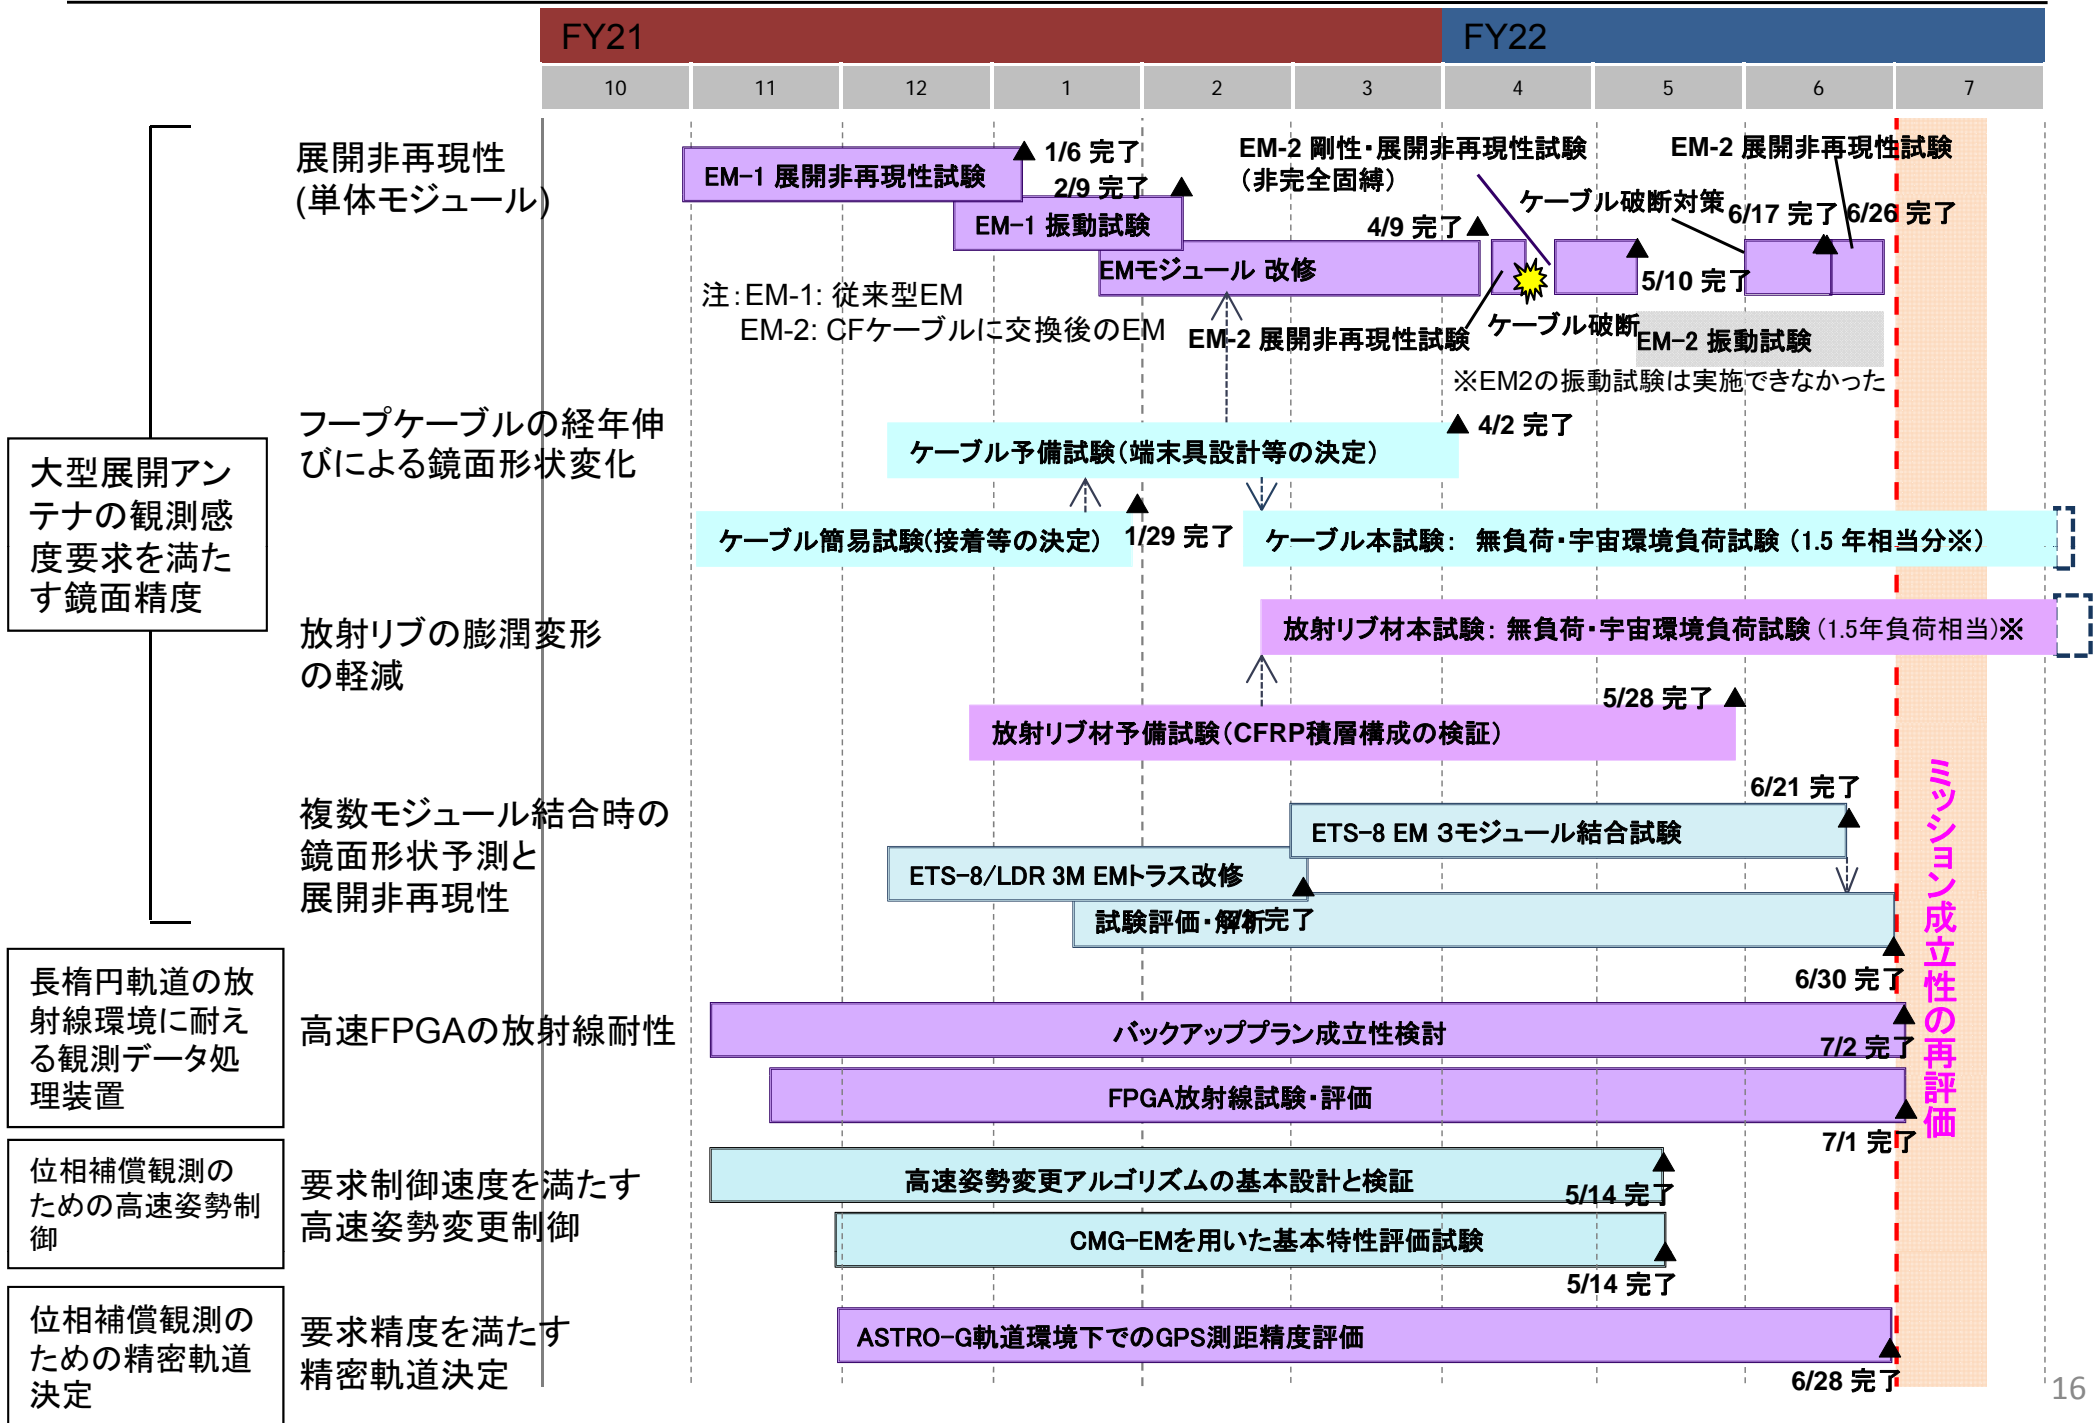 FY21
FY22
10
11
12
1
2
3
4
5
6
7
展開非再現性
(単体モジュール)
EM-1 展開非再現性試験
1/6 完了
2/9 完了
EM-1 振動試験
EMモジュール 改修
4/9 完了
EM-2 剛性・展開非再現性試験
(非完全固縛)
ケーブル破断対策
EM-2 展開非再現性試験
6/17 完了
6/26 完了
5/10 完了
EM-2 展開非再現性試験
ケーブル破断
EM-2 振動試験
※EM2の振動試験は実施できなかった
注:EM-1: 従来型EM
EM-2: CFケーブルに交換後のEM
大型展開アン
テナの観測感
度要求を満た
す鏡面精度
フープケーブルの経年伸
びによる鏡面形状変化
ケーブル予備試験(端末具設計等の決定)
4/2 完了
ケーブル簡易試験(接着等の決定)
1/29 完了
ケーブル本試験: 無負荷・宇宙環境負荷試験 (1.5 年相当分※)
放射リブの膨潤変形
の軽減
放射リブ材本試験: 無負荷・宇宙環境負荷試験 (1.5年負荷相当)※
5/28 完了
放射リブ材予備試験(CFRP積層構成の検証)
複数モジュール結合時の
鏡面形状予測と
展開非再現性
6/21 完了
ETS-8 EM 3モジュール結合試験
ETS-8/LDR 3M EMトラス改修
試験評価・解析
完了
6/30 完了
ミッション成立性の再評価
長楕円軌道の放
射線環境に耐え
る観測データ処
理装置
高速FPGAの放射線耐性
バックアッププラン成立性検討
7/2 完了
FPGA放射線試験・評価
7/1 完了
位相補償観測の
ための高速姿勢制
御
要求制御速度を満たす
高速姿勢変更制御
高速姿勢変更アルゴリズムの基本設計と検証
5/14 完了
CMG-EMを用いた基本特性評価試験
5/14 完了
位相補償観測の
ための精密軌道
決定
要求精度を満たす
精密軌道決定
ASTRO-G軌道環境下でのGPS測距精度評価
6/28 完了
16